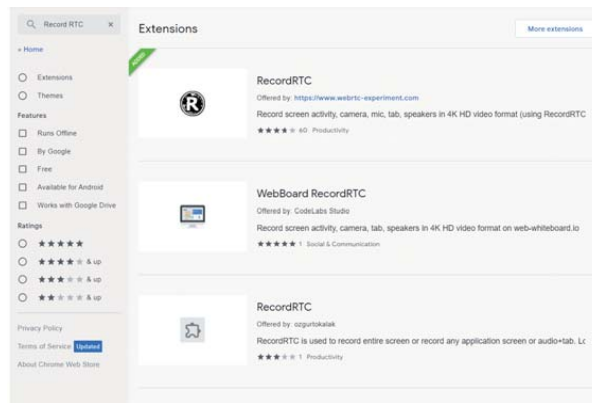 Record RTC
x
« Home
Extensions
Themes
Features
Runs Offline
By Google
Free
Available for Android
Works with Google Drive
Ratings
& up
& up
& up
Privacy Policy
Terms of Service Updated
About Chrome Web Store
Extensions
More extensions
ADDED
RecordRTC
Offered by: https://www.webrtc-experiment.com
Record screen activity, camera, mic, tab, speakers in 4K HD video format (using RecordRTC
60 Productivity
WebBoard RecordRTC
Offered by: CodeLabs Studio
Record screen activity, camera, tab, speakers in 4K HD video format on web-whiteboard.io
1 Social & Communication
RecordRTC
Offered by: ozgurlokalak
RecordRTC is used to record entire screen or record any application screen or audio+tab. Lo
1 Productivity